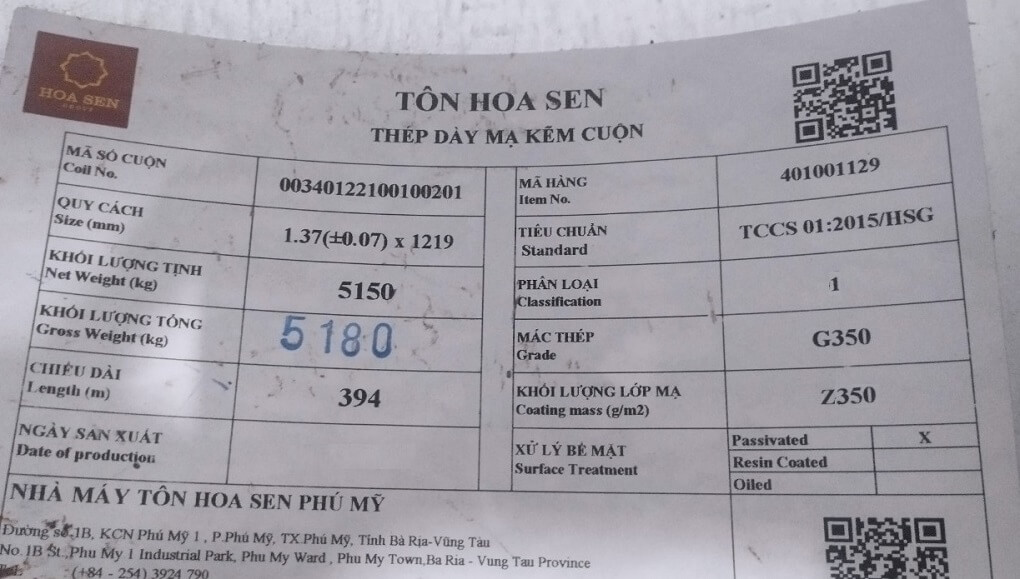 HOA SEN
GROUP
TÔN HOA SEN
THÉP DÀY MẠ KẼM CUỘN
MÃ SỐ CUỘN
Coil No.
00340122100100201
MÃ HÀNG
Item No.
401001129
QUY CÁCH
Size (mm)
1.37(±0.07) x 1219
TIÊU CHUẨN
Standard
TCCS 01:2015/HSG
KHỐI LƯỢNG TỊNH
Net Weight (kg)
5150
PHÂN LOẠI
Classification
1
KHỐI LƯỢNG TỔNG
Gross Weight (kg)
5180
MÁC THÉP
Grade
G350
CHIỀU DÀI
Length (m)
394
KHỐI LƯỢNG LỚP MẠ
Coating mass (g/m2)
Z350
NGÀY SẢN XUẤT
Date of production
XỬ LÝ BỀ MẶT
Surface Treatment
Passivated X
Resin Coated
Oiled
NHÀ MÁY TÔN HOA SEN PHÚ MỸ
Đường số 1B, KCN Phú Mỹ 1 , P.Phú Mỹ, TX.Phú Mỹ, Tỉnh Bà Rịa-Vũng Tàu
No.1B St.,Phu My 1 Industrial Park, Phu My Ward , Phu My Town,Ba Ria - Vung Tau Province
: (+84 - 254) 3924 790